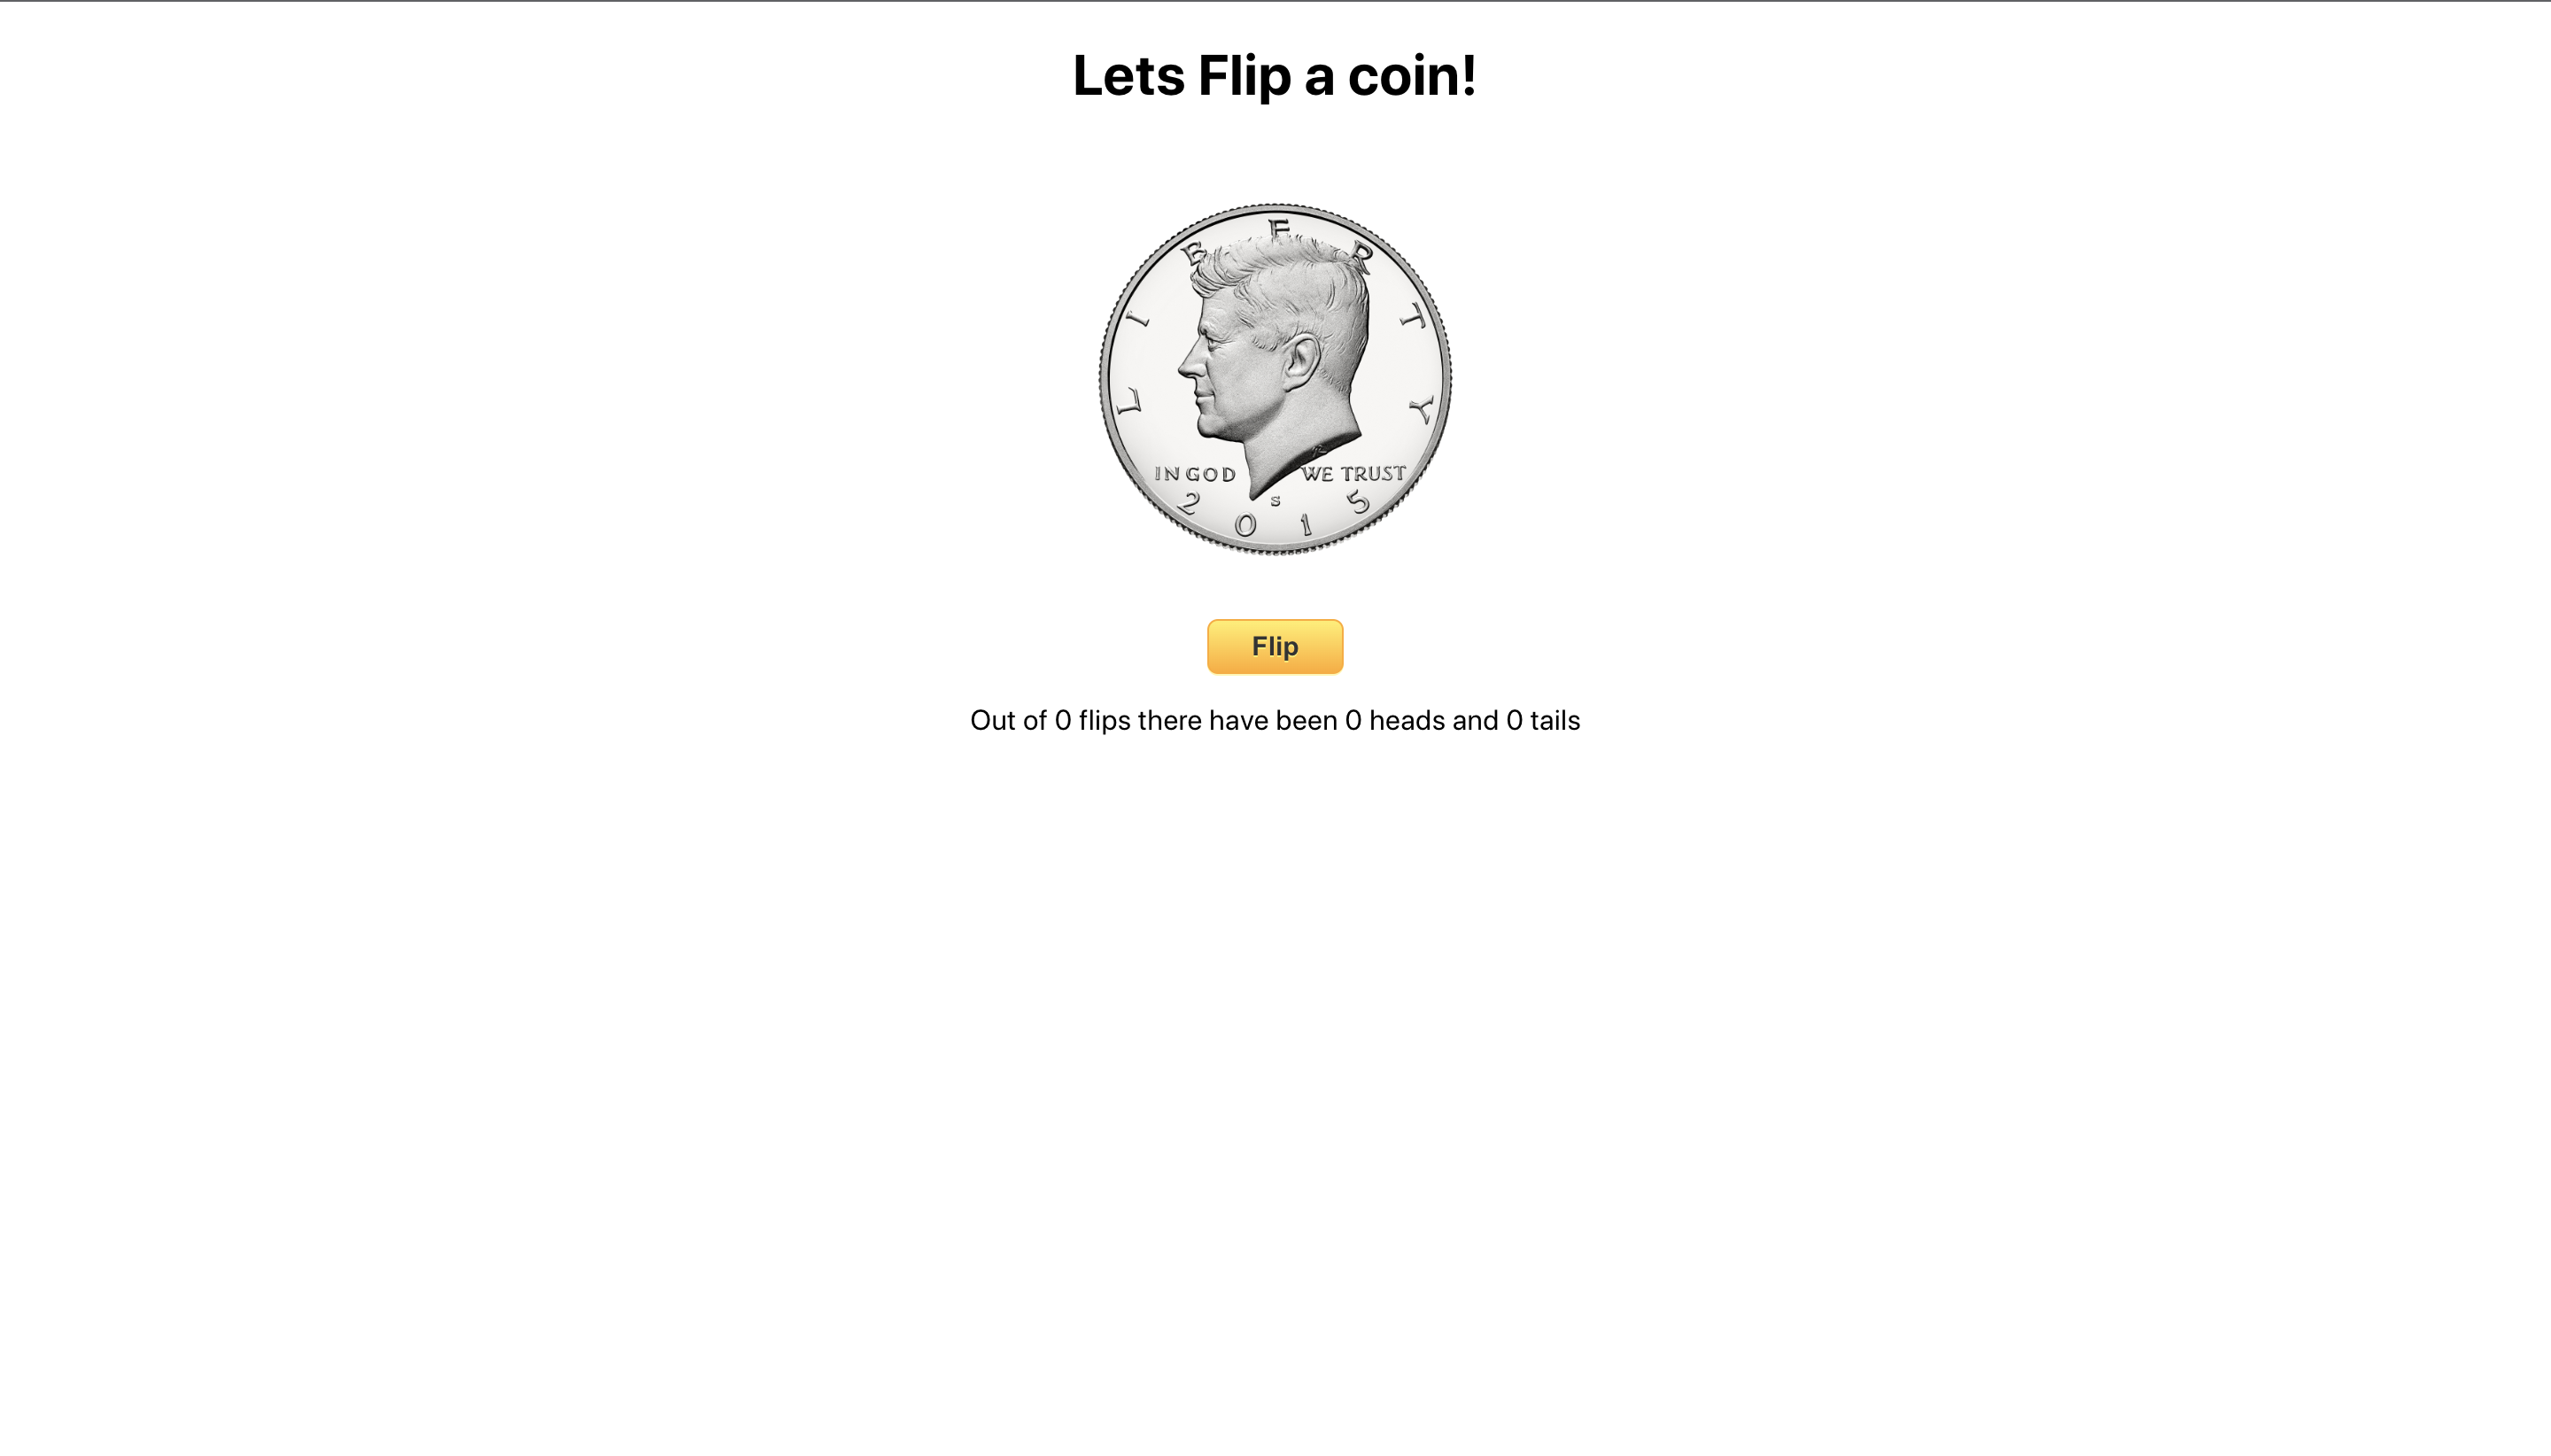 Lets Flip a coin!
LIBERTY
IN GOD WE TRUST
S
2015
Flip
Out of 0 flips there have been 0 heads and 0 tails